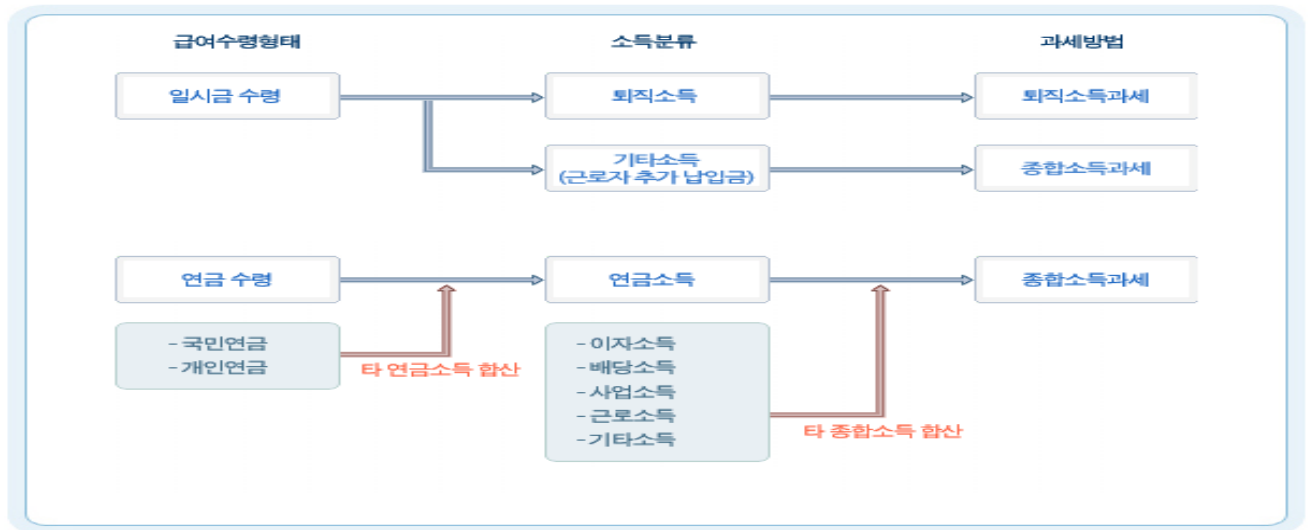 급여수령형태 소득분류 과세방법
일시금 수령 퇴직소득 퇴직소득과세
기타소득
(근로자 추가 납입금)
종합소득과세
연금 수령 연금소득 종합소득과세
- 국민연금
- 개인연금
타 연금소득 합산
- 이자소득
- 배당소득
- 사업소득
- 근로소득
- 기타소득
타 종합소득 합산